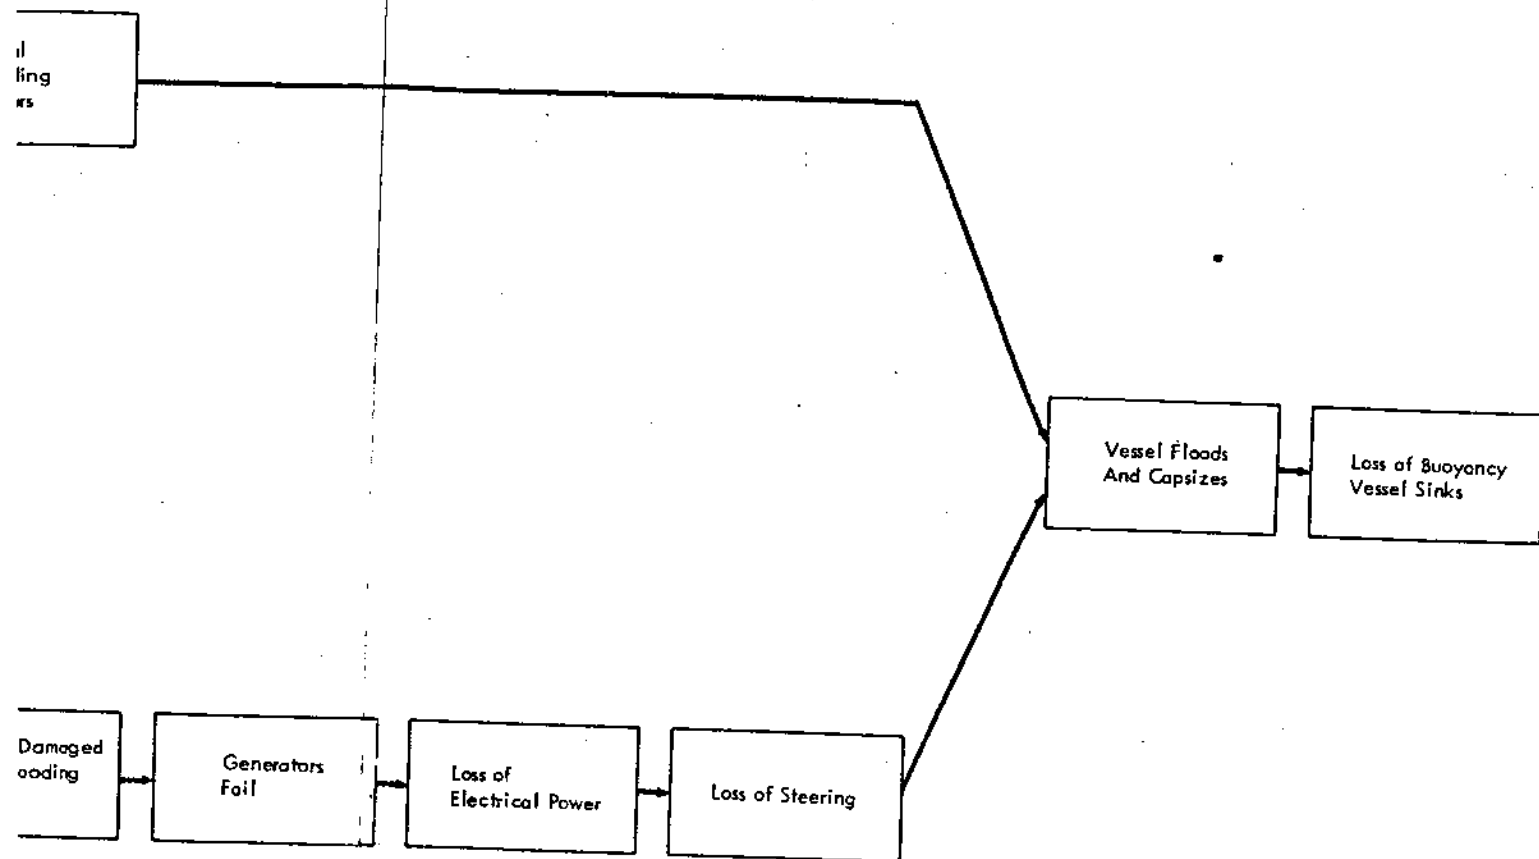 ling
Vessel Floods
And Capsizes
Loss of Buoyancy
Vessel Sinks
Damaged
ooding
Generators
Fail
Loss of
Electrical Power
Loss of Steering